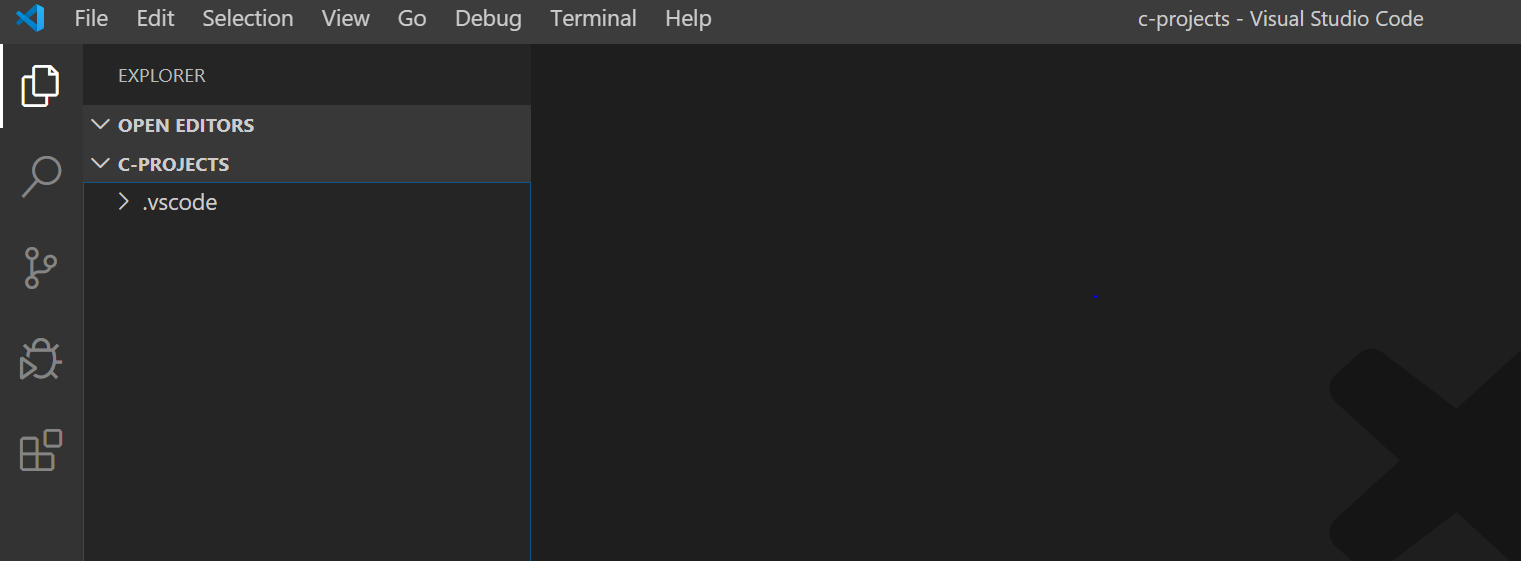 File Edit Selection View Go Debug Terminal Help c-projects - Visual Studio Code
EXPLORER
OPEN EDITORS
C-PROJECTS
.vscode